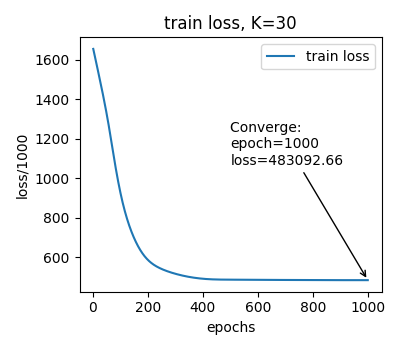 train loss, K=30
train loss
Converge:
epoch=1000
loss=483092.66
loss/1000
1600
1400
1200
1000
800
600
0 200 400 600 800 1000
epochs